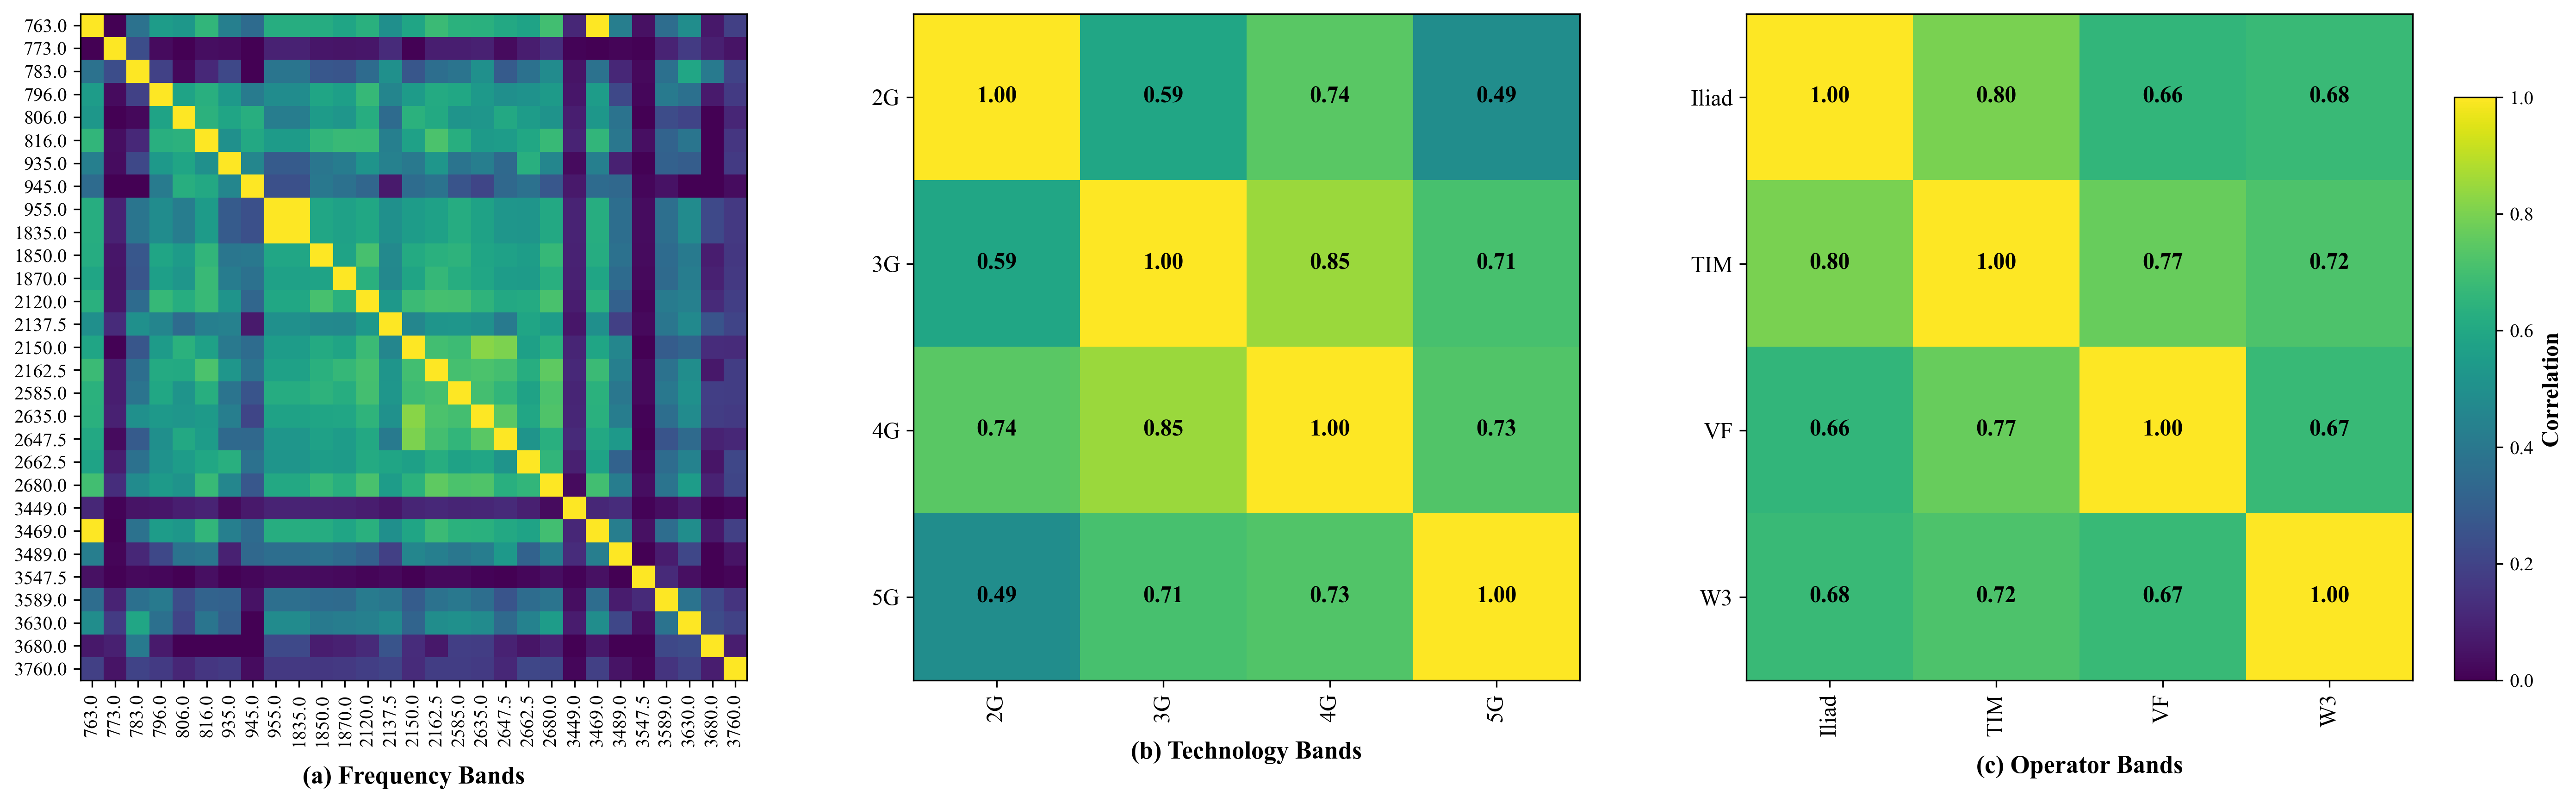 763.0
773.0
783.0
796.0
806.0
816.0
935.0
945.0
955.0
1835.0
1850.0
1870.0
2120.0
2137.5
2150.0
2162.5
2585.0
2635.0
2647.5
2662.5
2680.0
3449.0
3469.0
3489.0
3547.5
3589.0
3630.0
3680.0
3760.0
763.0 773.0 783.0 796.0 806.0 816.0 935.0 945.0 955.0 1835.0 1850.0 1870.0 2120.0 2137.5 2150.0 2162.5 2585.0 2635.0 2647.5 2662.5 2680.0 3449.0 3469.0 3489.0 3547.5 3589.0 3630.0 3680.0 3760.0
(a) Frequency Bands
2G 1.00 0.59 0.74 0.49
3G 0.59 1.00 0.85 0.71
4G 0.74 0.85 1.00 0.73
5G 0.49 0.71 0.73 1.00
2G 3G 4G 5G
(b) Technology Bands
Iliad 1.00 0.80 0.66 0.68
TIM 0.80 1.00 0.77 0.72
VF 0.66 0.77 1.00 0.67
W3 0.68 0.72 0.67 1.00
Iliad TIM VF W3
(c) Operator Bands
1.0
0.8
0.6
0.4
0.2
0.0
Correlation